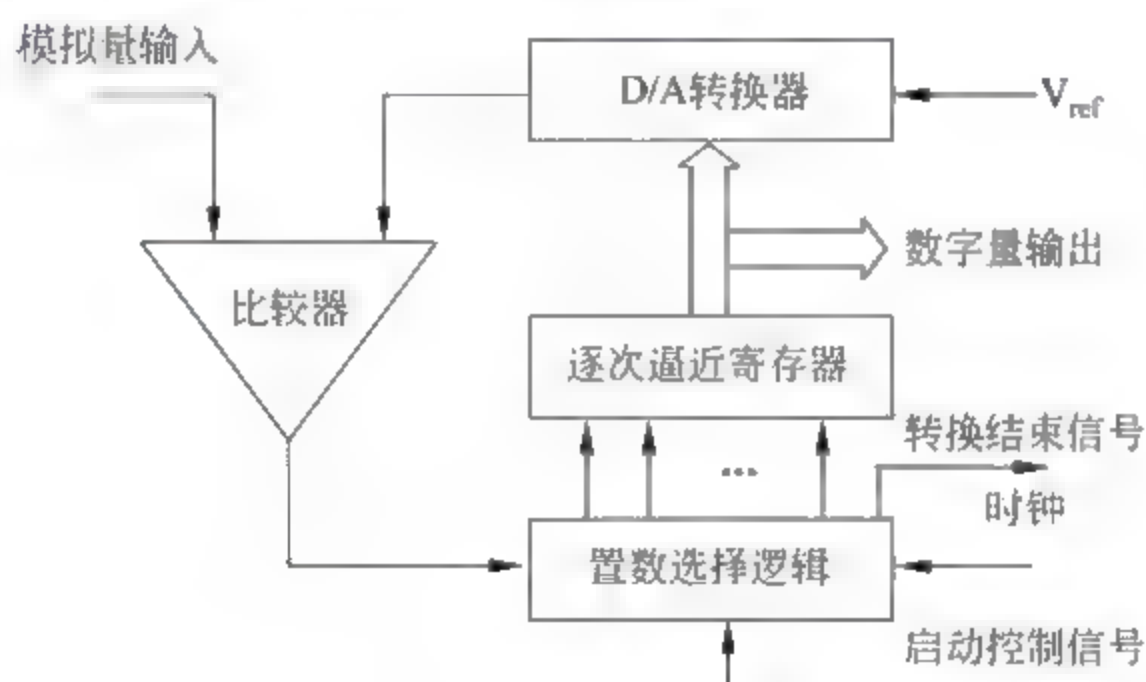 模拟量输入
D/A转换器
Vref
数字量输出
比较器
逐次逼近寄存器
转换结束信号
...
时钟
置数选择逻辑
启动控制信号